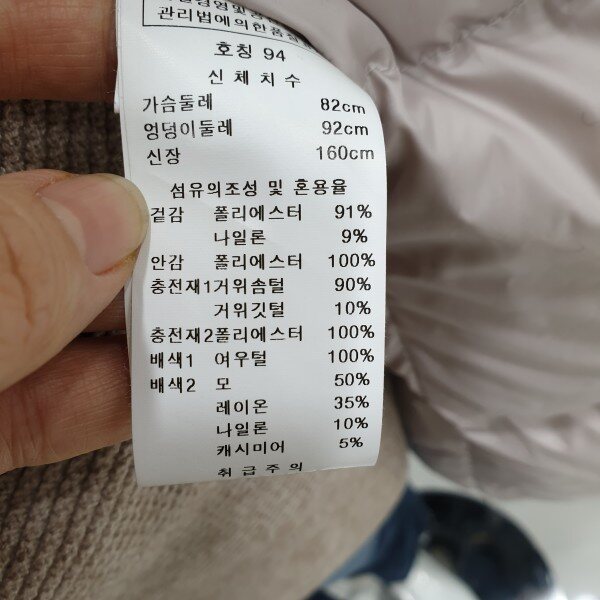 관리법에의한품질
호칭 94
신체치수
가슴둘레 82cm
엉덩이둘레 92cm
신장 160cm
섬유의조성 및 혼용율
겉감 폴리에스터 91%
나일론 9%
안감 폴리에스터 100%
충전재1거위솜털 90%
거위깃털 10%
충전재2폴리에스터 100%
배색1 여우털 100%
배색2 모 50%
레이온 35%
나일론 10%
캐시미어 5%
취급주의